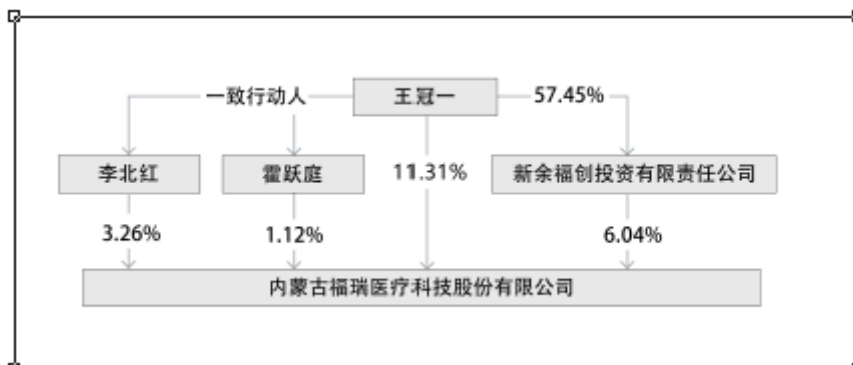 一致行动人
王冠一
57.45%
李北红
霍跃庭
11.31%
新余福创投资有限责任公司
3.26%
1.12%
6.04%
内蒙古福瑞医疗科技股份有限公司